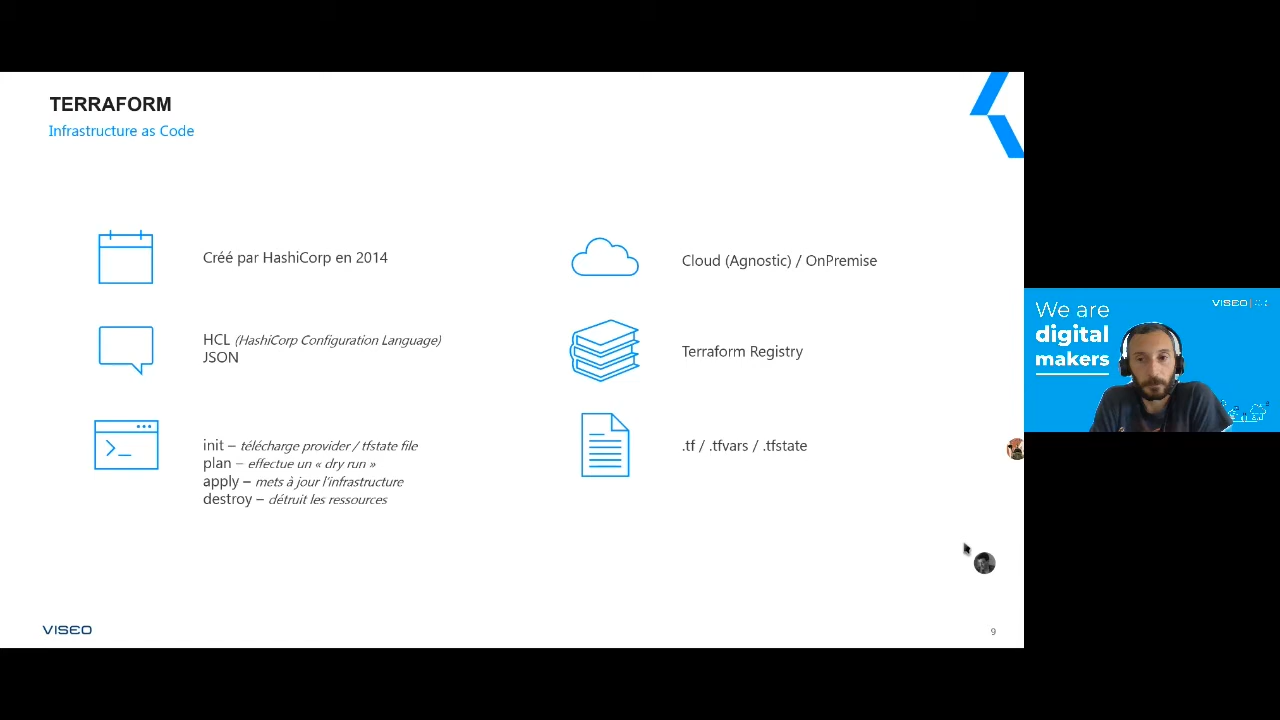 TERRAFORM
Infrastructure as Code
Créé par HashiCorp en 2014
HCL (HashiCorp Configuration Language)
JSON
init – télécharge provider / tfstate file
plan – effectue un « dry run »
apply – mets à jour l'infrastructure
destroy – détruit les ressources
Cloud (Agnostic) / OnPremise
Terraform Registry
.tf / .tfvars / .tfstate
VISEO
9
We are
digital
makers
VISEO